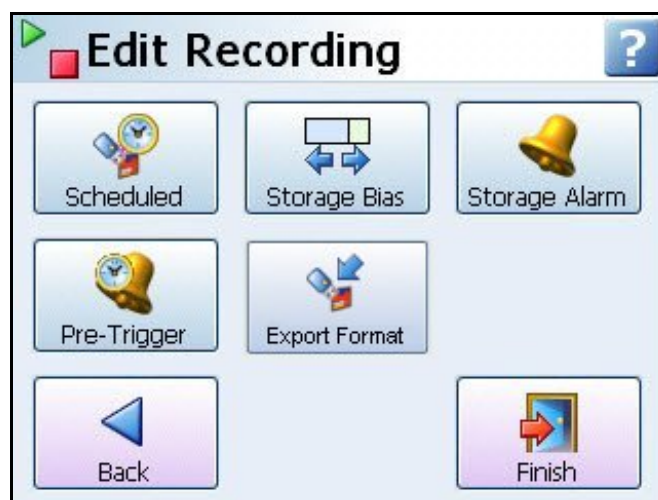 Edit Recording
?
Scheduled
Storage Bias
Storage Alarm
Pre-Trigger
Export Format
Back
Finish